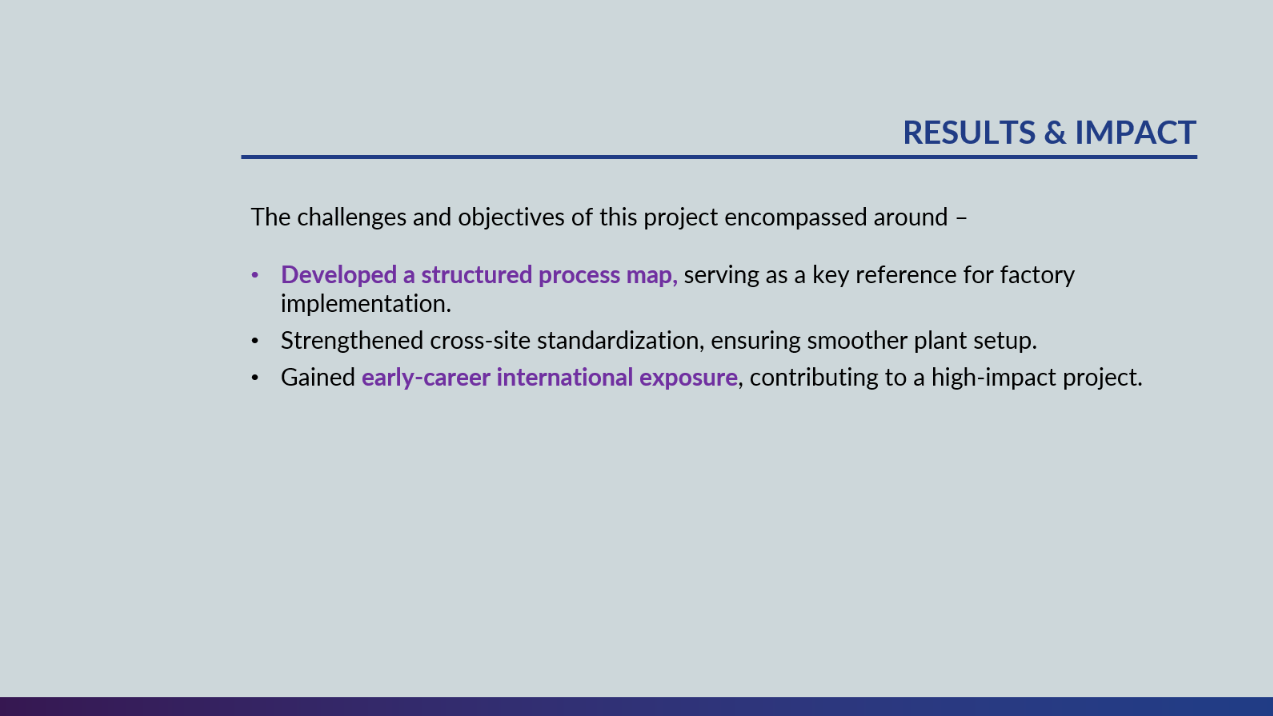 RESULTS & IMPACT
The challenges and objectives of this project encompassed around –
• Developed a structured process map, serving as a key reference for factory
implementation.
• Strengthened cross-site standardization, ensuring smoother plant setup.
• Gained early-career international exposure, contributing to a high-impact project.